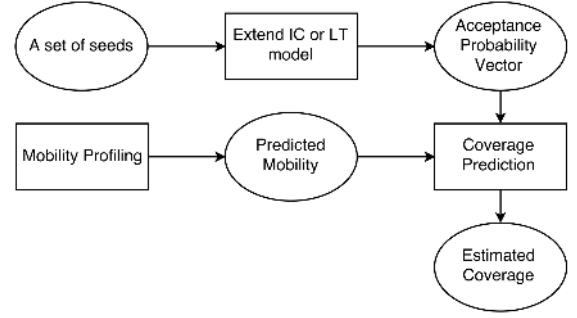 A set of seeds
Extend IC or LT
model
Acceptance
Probability
Vector
Mobility Profiling
Predicted
Mobility
Coverage
Prediction
Estimated
Coverage